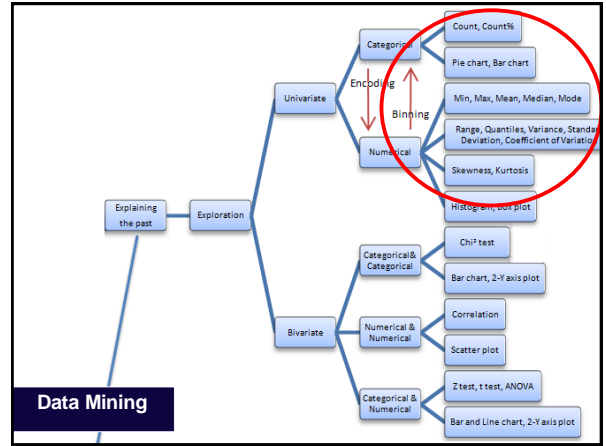 Count, Count%
Categorical
Pie chart, Bar chart
Encoding
Univariate
Min, Max, Mean, Median, Mode
Binning
Range, Quantiles, Variance, Standar
Deviation, Coefficient of Variatio
Numerical
Skewness, Kurtosis
Explaining
the past
Exploration
Histogram, Box plot
Chi² test
Categorical&
Categorical
Bar chart, 2-Y axis plot
Correlation
Numerical &
Numerical
Bivariate
Scatter plot
Z test, t test, ANOVA
Categorical &
Numerical
Bar and Line chart, 2-Y axis plot
Data Mining